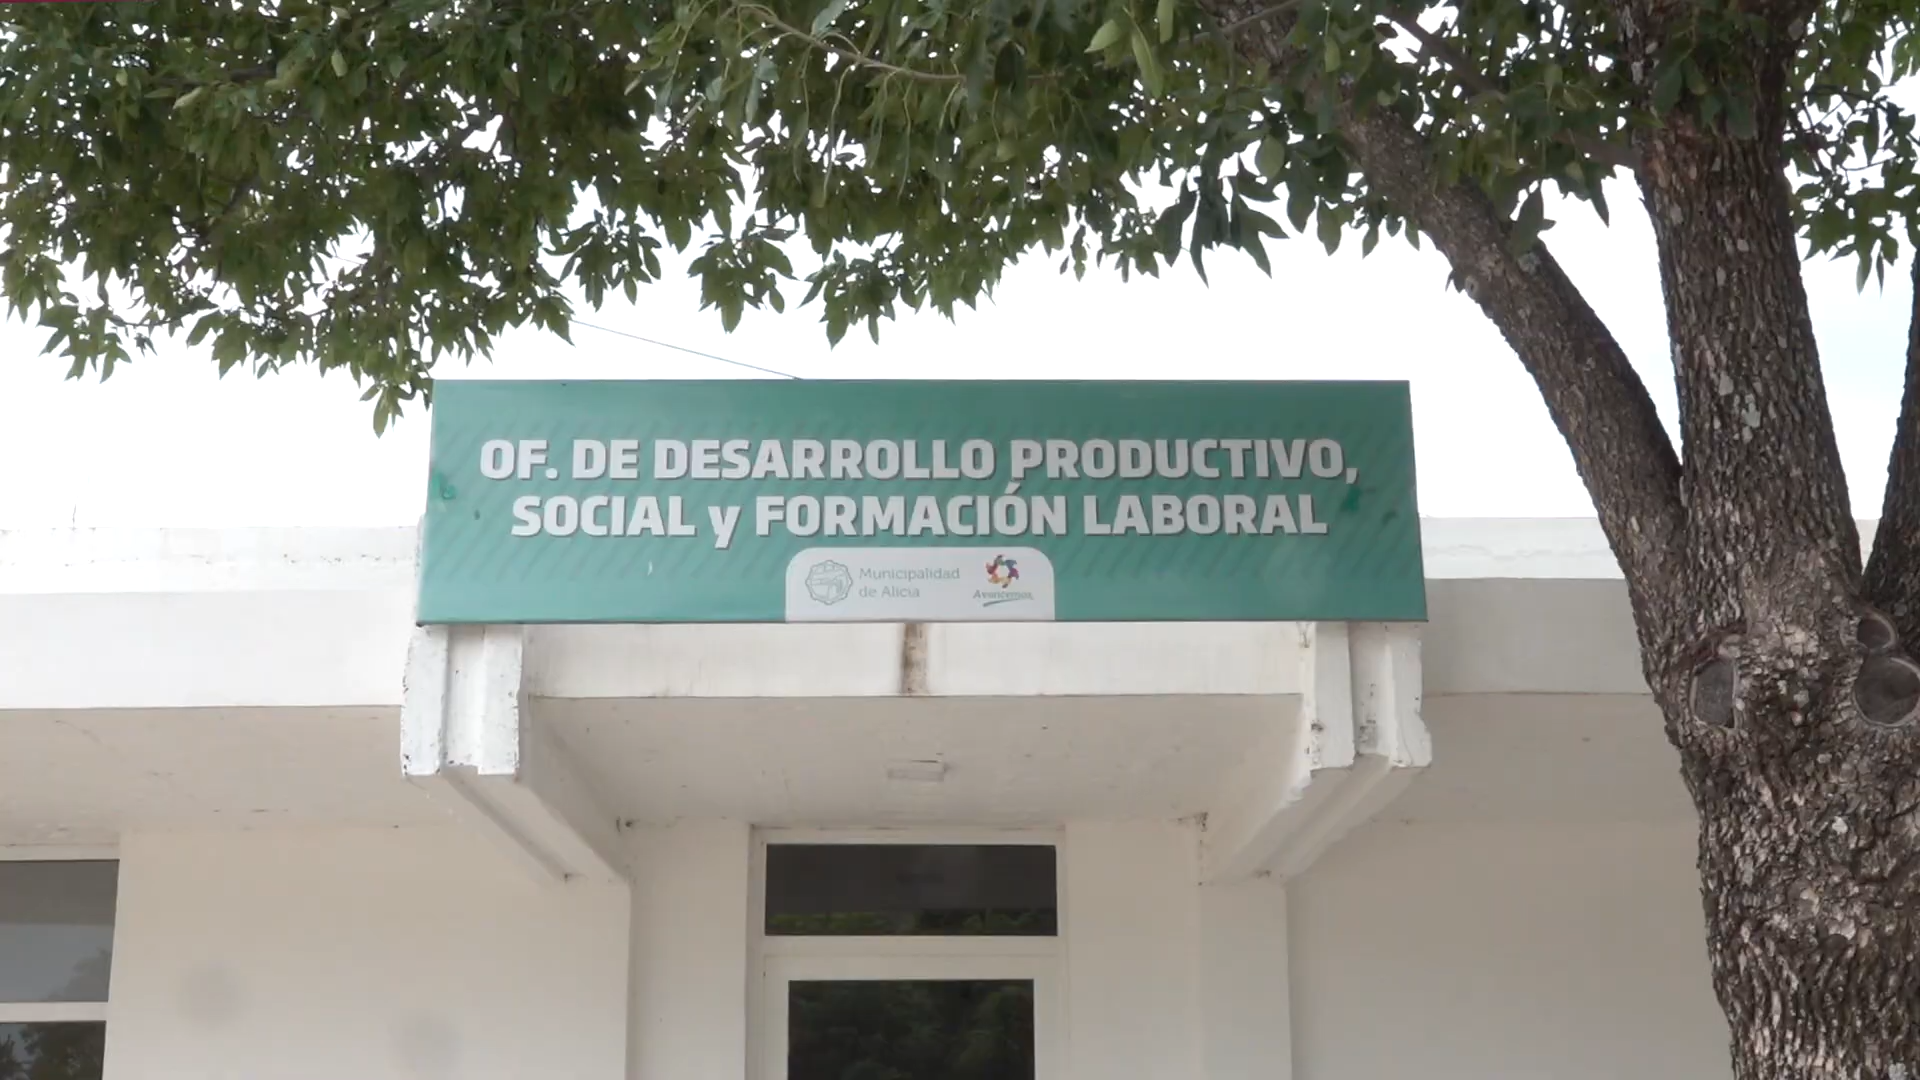 OF. DE DESARROLLO PRODUCTIVO,
SOCIAL y FORMACIÓN LABORAL
Municipalidad
de Alicia
Avancemos